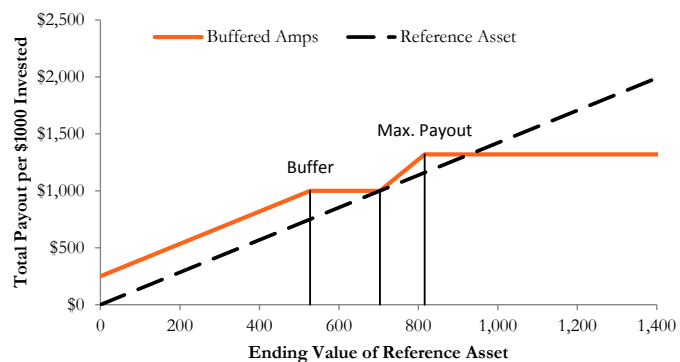 $2,500
Buffered Amps
Reference Asset
$2,000
$1,500
Max. Payout
Buffer
$1,000
$500
$0
0
200
400
600
800
1,000
1,200
1,400
Total Payout per $1000 Invested
Ending Value of Reference Asset